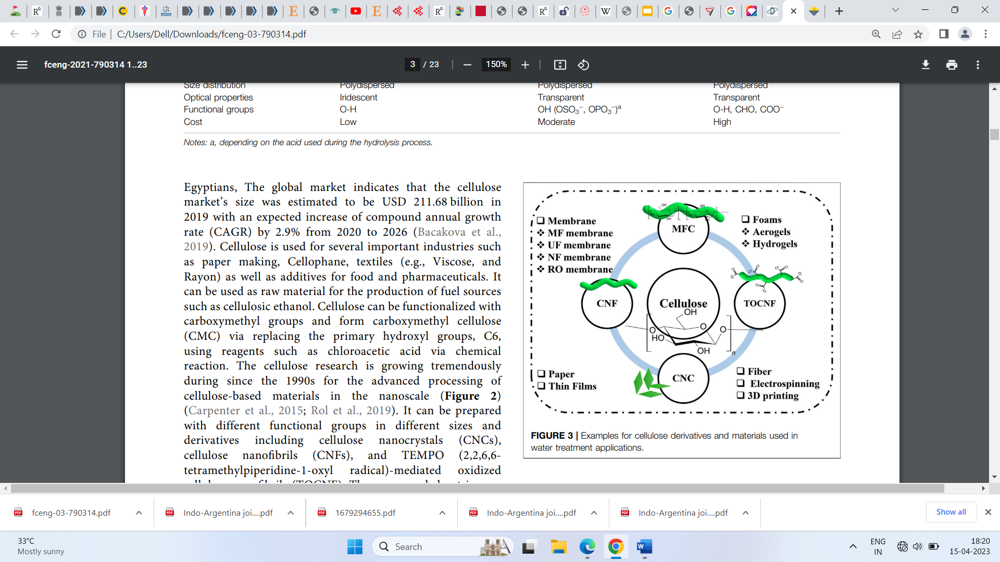 File
C:/Users/Dell/Downloads/fceng-03-790314.pdf
fceng-2021-790314 1..23
3 / 23
150%
Size distribution Polydispersed Polydispersed Polydispersed
Optical properties Iridescent Transparent Transparent
Functional groups O-H OH (OSO₃⁻, OPO₃⁻)ᵃ O-H, CHO, COO⁻
Cost Low Moderate High
Notes: a, depending on the acid used during the hydrolysis process.
Egyptians, The global market indicates that the cellulose
market's size was estimated to be USD 211.68 billion in
2019 with an expected increase of compound annual growth
rate (CAGR) by 2.9% from 2020 to 2026 (Bacakova et al.,
2019). Cellulose is used for several important industries such
as paper making, Cellophane, textiles (e.g., Viscose, and
Rayon) as well as additives for food and pharmaceuticals. It
can be used as raw material for the production of fuel sources
such as cellulosic ethanol. Cellulose can be functionalized with
carboxymethyl groups and form carboxymethyl cellulose
(CMC) via replacing the primary hydroxyl groups, C6,
using reagents such as chloroacetic acid via chemical
reaction. The cellulose research is growing tremendously
during since the 1990s for the advanced processing of
cellulose-based materials in the nanoscale (Figure 2)
(Carpenter et al., 2015; Rol et al., 2019). It can be prepared
with different functional groups in different sizes and
derivatives including cellulose nanocrystals (CNCs),
cellulose nanofibrils (CNFs), and TEMPO (2,2,6,6-
tetramethylpiperidine-1-oxyl radical)-mediated oxidized
❑ Membrane
❖ MF membrane
❖ UF membrane
❖ NF membrane
❖ RO membrane
MFC
❑ Foams
❖ Aerogels
❖ Hydrogels
CNF
Cellulose
TOCNF
OH
O
O
O
HO
OH
n
❑ Paper
❑ Thin Films
CNC
❑ Fiber
❑ Electrospinning
❑ 3D printing
FIGURE 3 | Examples for cellulose derivatives and materials used in
water treatment applications.
fceng-03-790314.pdf
Indo-Argentina joi....pdf
1679294655.pdf
Indo-Argentina joi....pdf
Indo-Argentina joi....pdf
Show all
33°C
Mostly sunny
Search
ENG
IN
18:20
15-04-2023